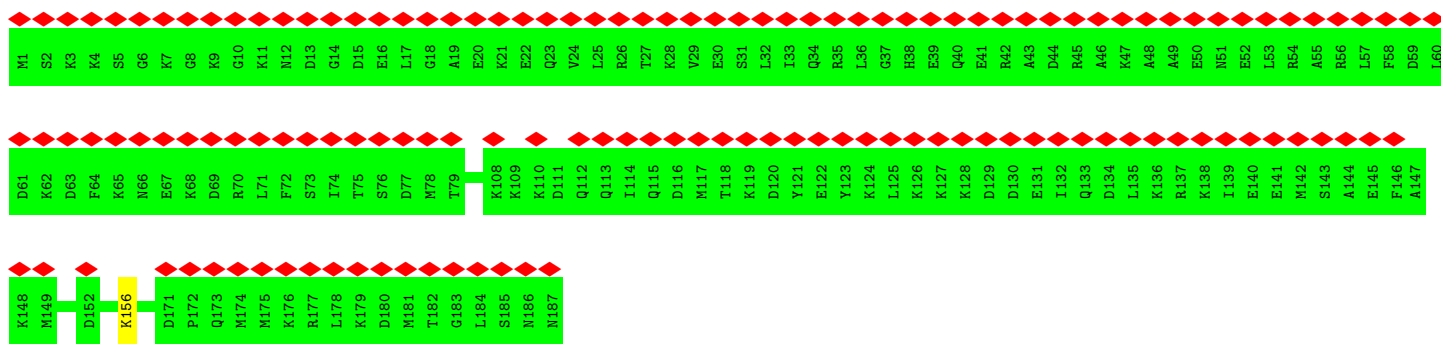 M1 S2 K3 K4 S5 G6 K7 G8 K9 G10 K11 N12 D13 G14 D15 E16 L17 G18 A19 E20 K21 E22 Q23 V24 L25 R26 T27 K28 V29 E30 S31 L32 I33 Q34 R35 L36 G37 H38 E39 Q40 E41 R42 A43 D44 R45 A46 K47 A48 A49 E50 N51 E52 L53 R54 A55 R56 L57 F58 D59 L60
D61 K62 D63 F64 K65 N66 E67 K68 D69 R70 L71 F72 S73 I74 T75 S76 D77 M78 T79 K108 K109 K110 D111 Q112 Q113 I114 Q115 D116 M117 T118 K119 D120 Y121 E122 Y123 K124 L125 K126 K127 K128 D129 D130 E131 I132 Q133 D134 L135 K136 R137 K138 I139 E140 E141 M142 S143 A144 E145 F146 A147
K148 M149 D152 K156 D171 P172 Q173 M174 M175 K176 R177 L178 K179 D180 M181 T182 G183 L184 S185 N186 N187